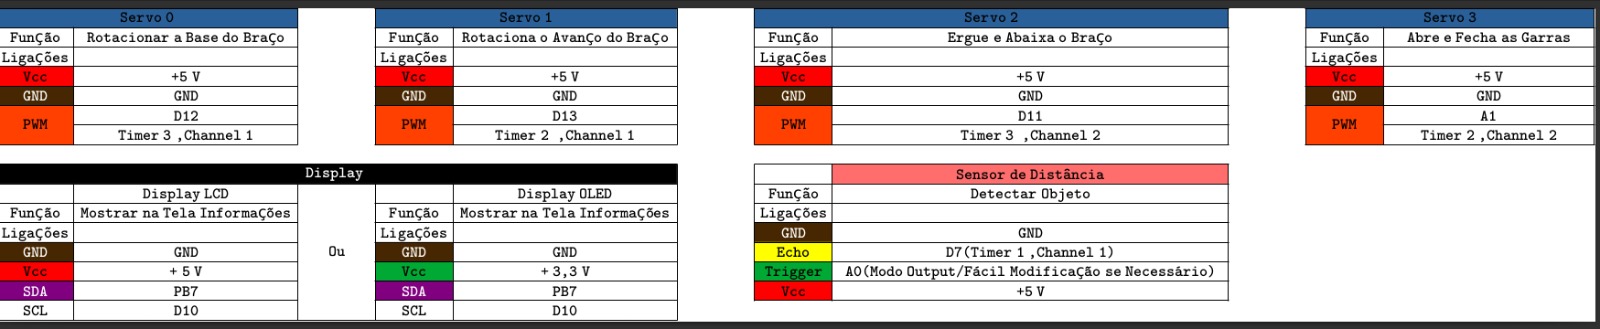 Servo 0
Função Rotacionar a Base do Braço
Ligações
Vcc +5 V
GND GND
PWM D12
Timer 3 ,Channel 1
Servo 1
Função Rotaciona o Avanço do Braço
Ligações
Vcc +5 V
GND GND
PWM D13
Timer 2 ,Channel 1
Servo 2
Função Ergue e Abaixa o Braço
Ligações
Vcc +5 V
GND GND
PWM D11
Timer 3 ,Channel 2
Servo 3
Função Abre e Fecha as Garras
Ligações
Vcc +5 V
GND GND
PWM A1
Timer 2 ,Channel 2
Display
Display LCD
Função Mostrar na Tela Informações
Ligações
GND GND
Vcc + 5 V
SDA PB7
SCL D10
Ou
Display OLED
Função Mostrar na Tela Informações
Ligações
GND GND
Vcc + 3,3 V
SDA PB7
SCL D10
Sensor de Distância
Função Detectar Objeto
Ligações
GND GND
Echo D7(Timer 1 ,Channel 1)
Trigger A0(Modo Output/Fácil Modificação se Necessário)
Vcc +5 V